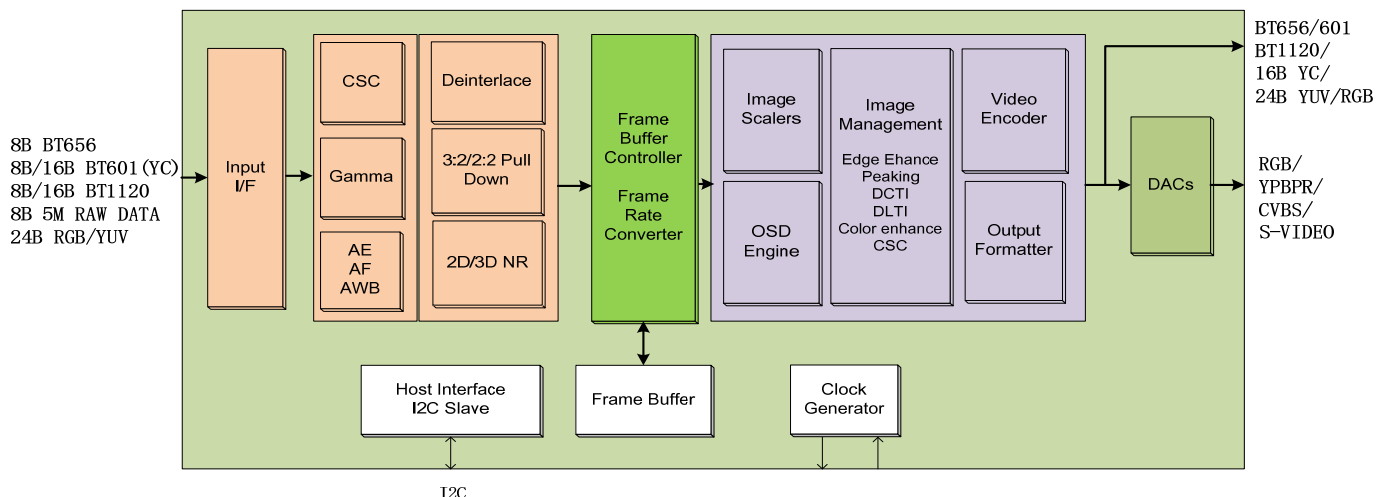 8B BT656
8B/16B BT601(YC)
8B/16B BT1120
8B 5M RAW DATA
24B RGB/YUV
Input
I/F
CSC
Gamma
AE
AF
AWB
Deinterlace
3:2/2:2 Pull
Down
2D/3D NR
Frame
Buffer
Controller
Frame
Rate
Converter
Image
Scalers
OSD
Engine
Image
Management
Edge Ehance
Peaking
DCTI
DLTI
Color enhance
CSC
Video
Encoder
Output
Formatter
DACs
BT656/601
BT1120/
16B YC/
24B YUV/RGB
RGB/
YPBPR/
CVBS/
S-VIDEO
Host Interface
I2C Slave
Frame Buffer
Clock
Generator
I2C